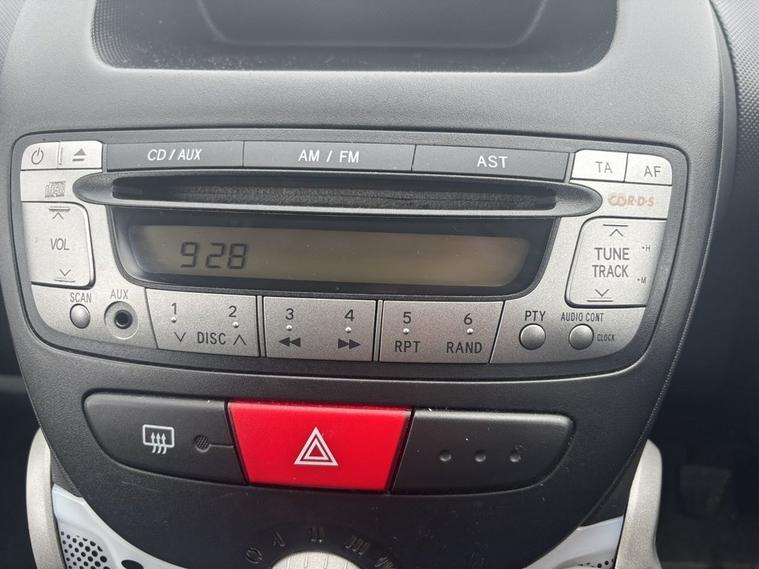 CD / AUX AM / FM AST TA AF
C·D·R·D·S
VOL
928
TUNE
TRACK
H
M
SCAN AUX
1 2 3 4 5 6
DISC RPT RAND
PTY AUDIO CONT
CLOCK